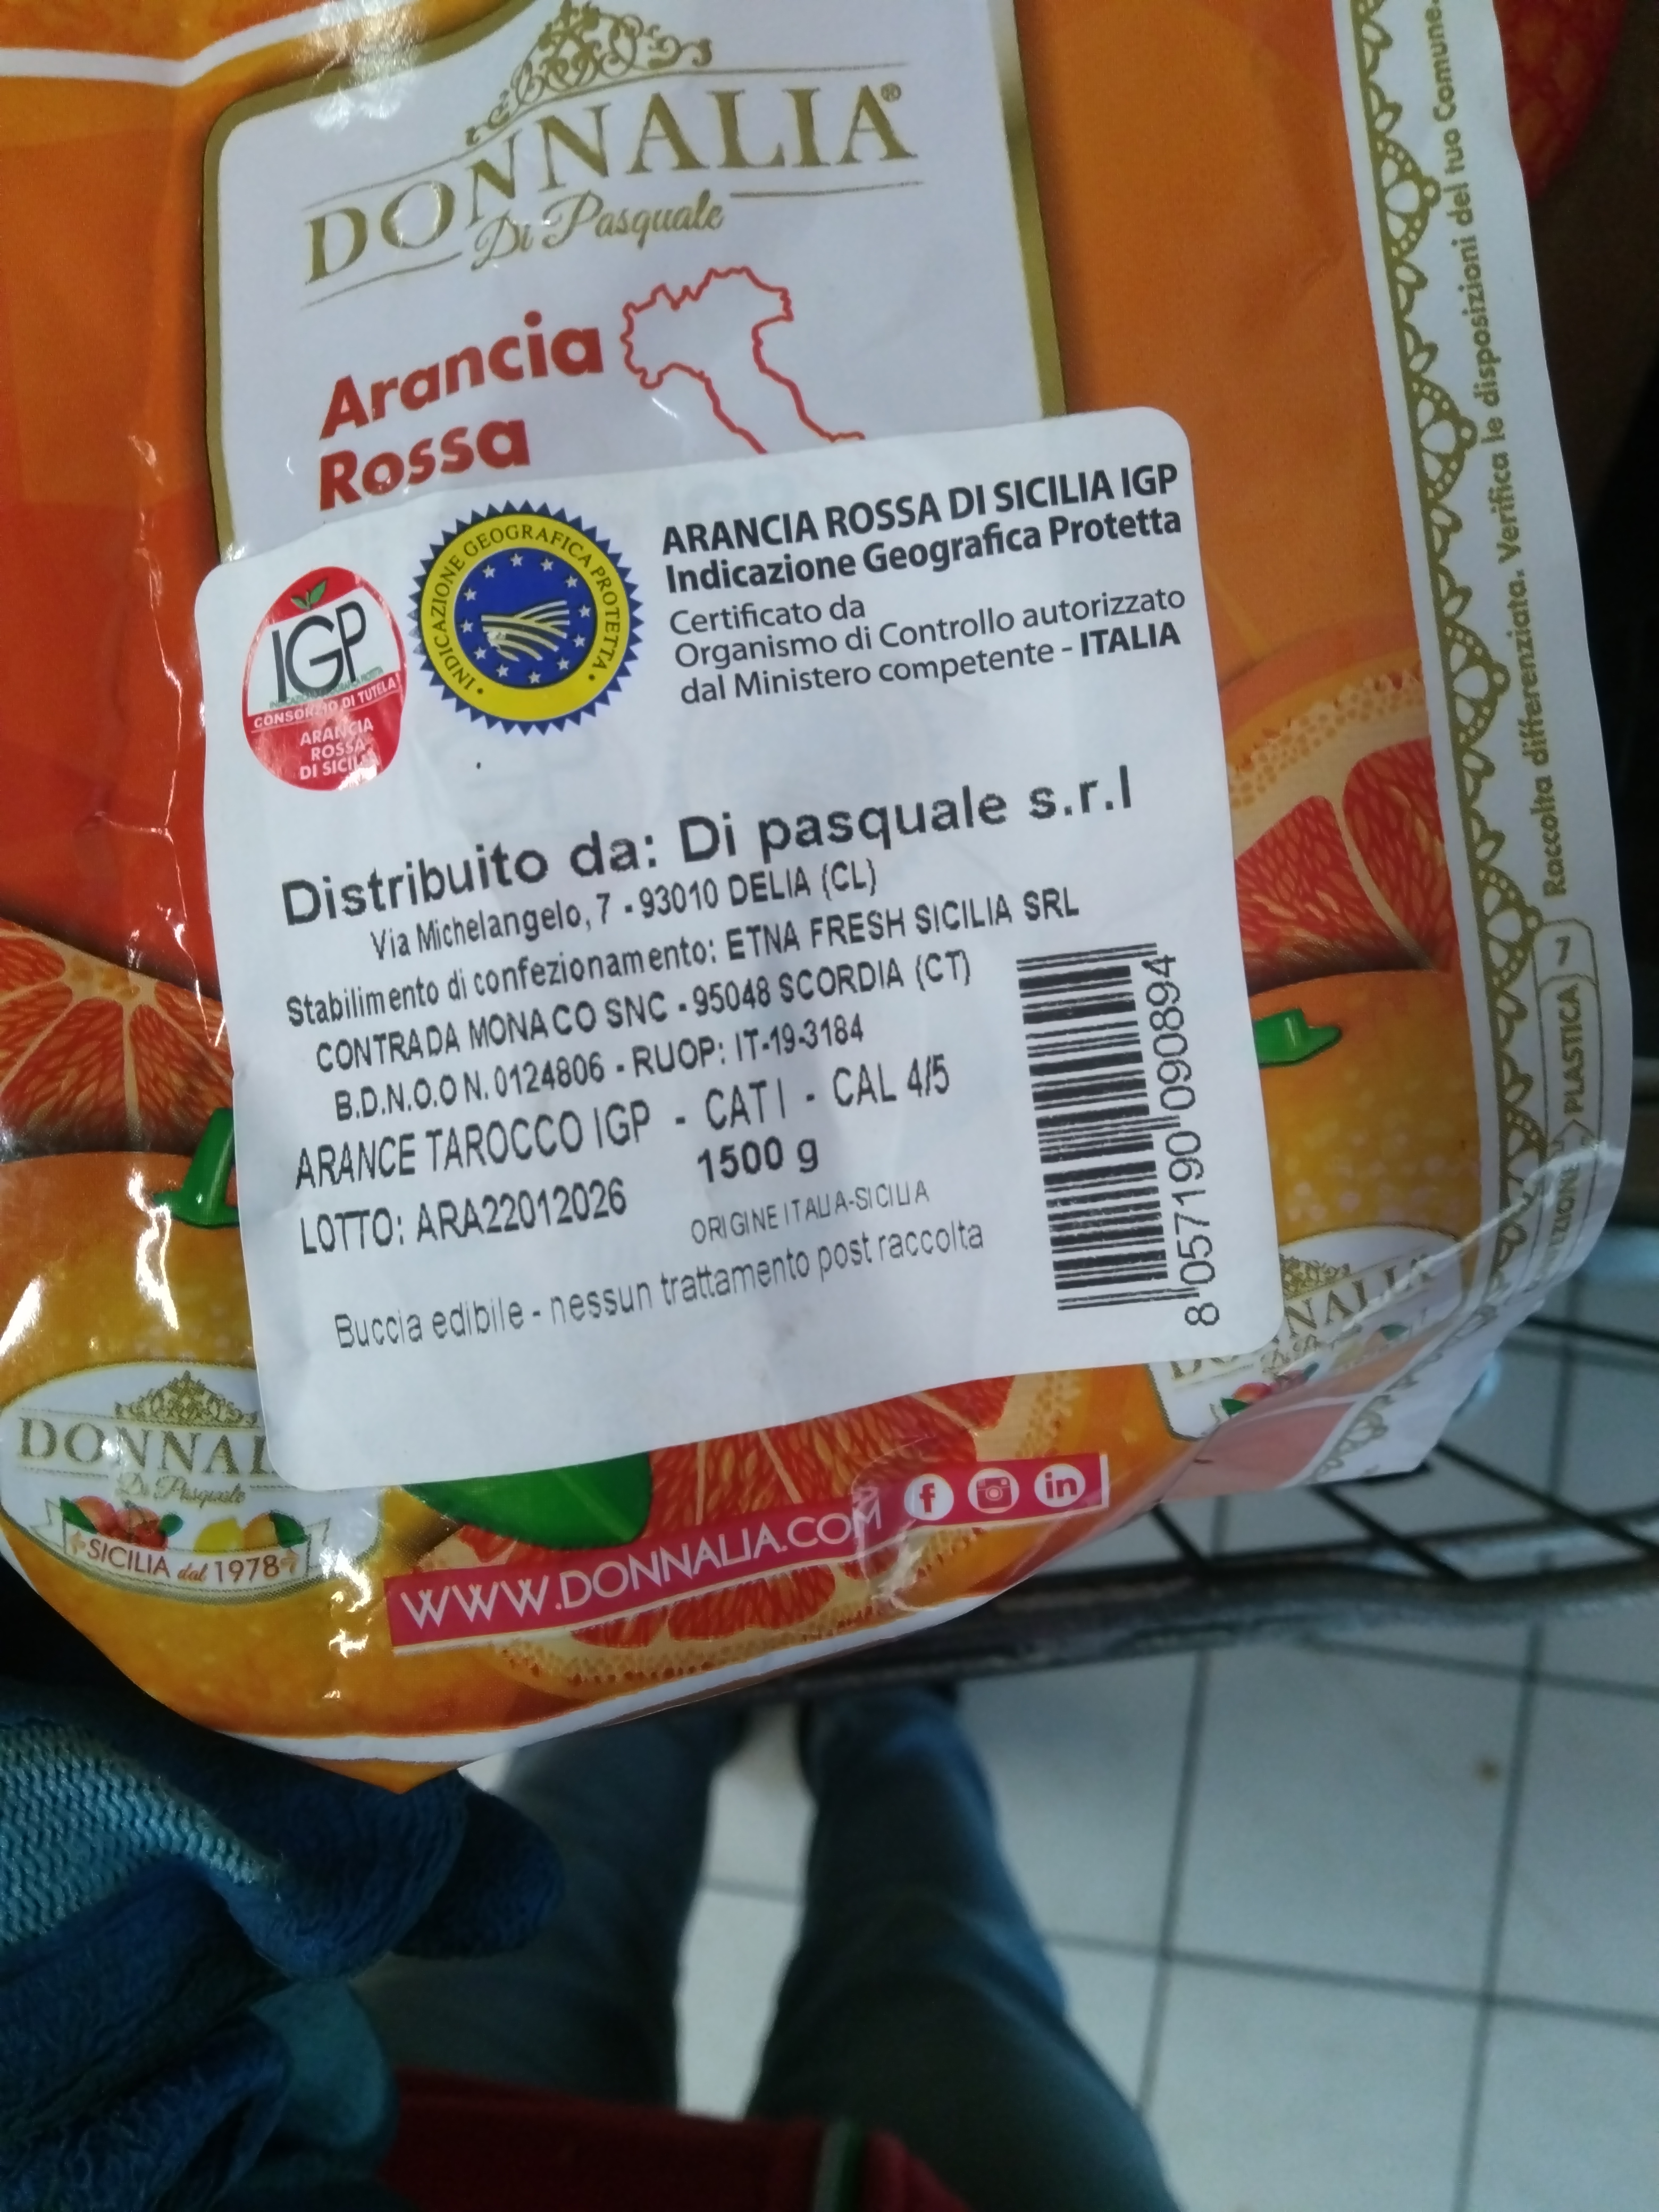 DONNALIA®
Di Pasquale
Arancia
Rossa
IGP
CONSORZIO DI TUTELA
ARANCIA
ROSSA
DI SICILIA
INDICAZIONE GEOGRAFICA PROTETTA
ARANCIA ROSSA DI SICILIA IGP
Indicazione Geografica Protetta
Certificato da
Organismo di Controllo autorizzato
dal Ministero competente - ITALIA
Distribuito da: Di pasquale s.r.l
Via Michelangelo, 7 - 93010 DELIA (CL)
Stabilimento di confezionamento: ETNA FRESH SICILIA SRL
CONTRADA MONACO SNC - 95048 SCORDIA (CT)
B.D.N.O.O N. 0124806 - RUOP: IT-19-3184
ARANCE TAROCCO IGP - CAT I - CAL 4/5
1500 g
LOTTO: ARA22012026
ORIGINE ITALIA-SICILIA
Buccia edibile - nessun trattamento post raccolta
8 057190 090894
DONNAL
Di Pasquale
SICILIA dal 1978
WWW.DONNALIA.COM
f in
NNALIA
Raccolta differenziata. Verifica le disposizioni del tuo Comune.
PLASTICA 7